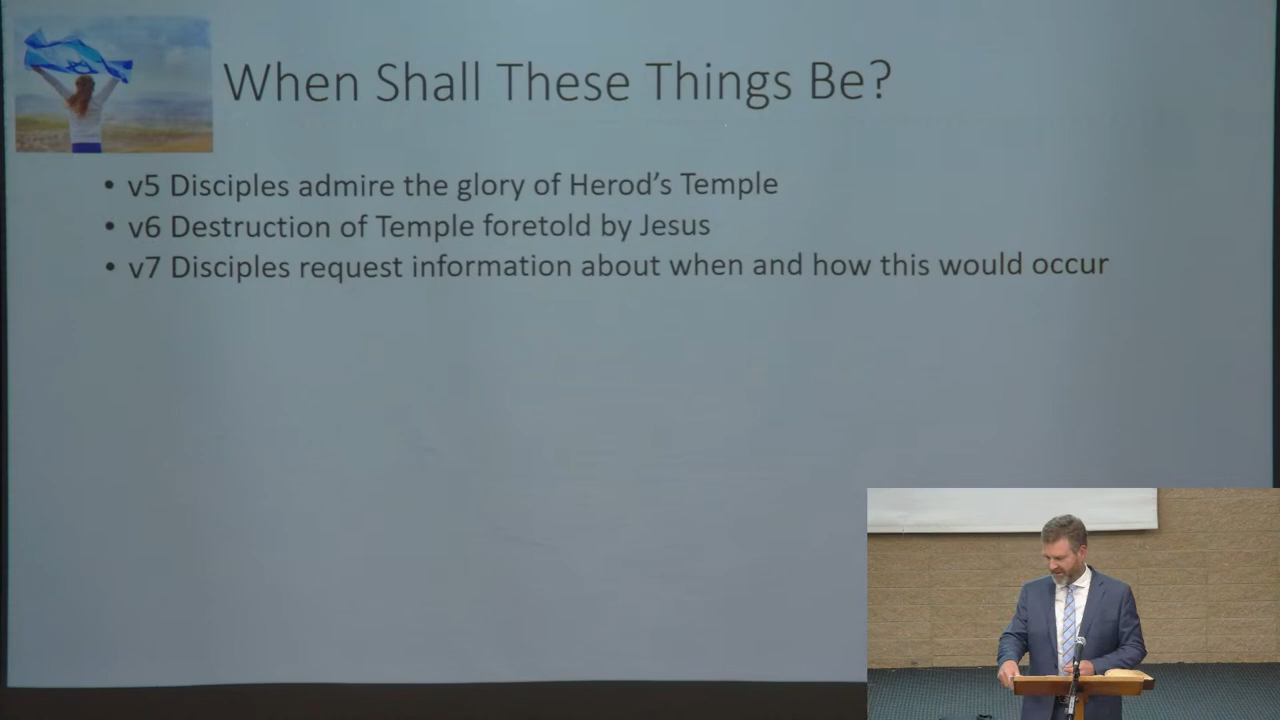 When Shall These Things Be?
• v5 Disciples admire the glory of Herod's Temple
• v6 Destruction of Temple foretold by Jesus
• v7 Disciples request information about when and how this would occur